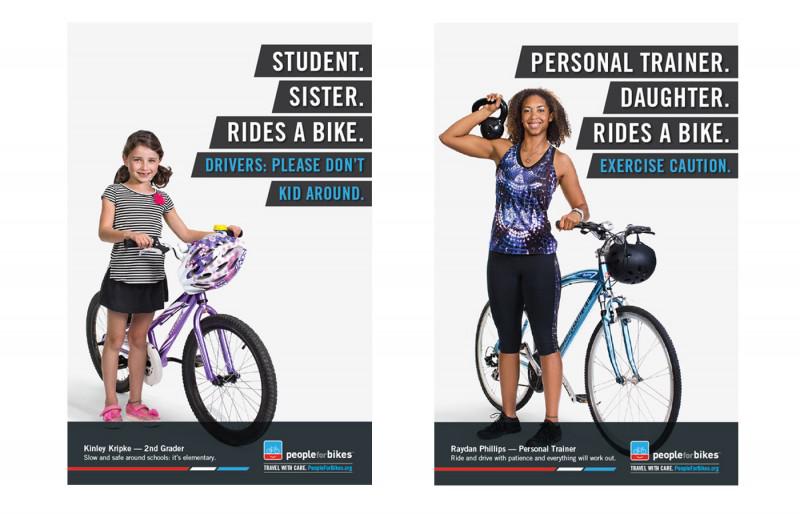 STUDENT.
SISTER.
RIDES A BIKE.
DRIVERS: PLEASE DON'T
KID AROUND.
Kinley Kripke — 2nd Grader
Slow and safe around schools: it's elementary.
peopleforbikes™
TRAVEL WITH CARE. PeopleForBikes.org
PERSONAL TRAINER.
DAUGHTER.
RIDES A BIKE.
EXERCISE CAUTION.
Raydan Phillips — Personal Trainer
Ride and drive with patience and everything will work out.
peopleforbikes™
TRAVEL WITH CARE. PeopleForBikes.org